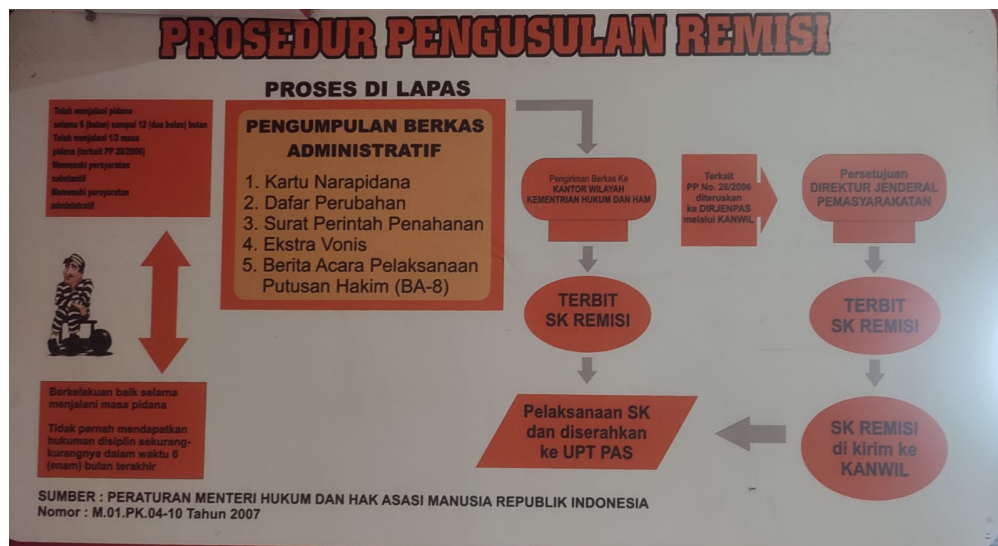 PROSEDUR PENGUSULAN REMISI
PROSES DI LAPAS
Telah menjalani pidana
selama 6 (bulan) sampai 12 (dua belas) bulan
Telah menjalani 1/3 masa
pidana (terkait PP 28/2006)
Memenuhi persyaratan
substantif
Memenuhi persyaratan
administratif
PENGUMPULAN BERKAS
ADMINISTRATIF
1. Kartu Narapidana
2. Dafar Perubahan
3. Surat Perintah Penahanan
4. Ekstra Vonis
5. Berita Acara Pelaksanaan
Putusan Hakim (BA-8)
Pengiriman Berkas Ke
KANTOR WILAYAH
KEMENTRIAN HUKUM DAN HAM
Terkait
PP No. 28/2006
diteruskan
ke DIRJENPAS
melalui KANWIL
Persetujuan
DIREKTUR JENDERAL
PEMASYARAKATAN
TERBIT
SK REMISI
TERBIT
SK REMISI
Berkelakuan baik selama
menjalani masa pidana
Tidak pernah mendapatkan
hukuman disiplin sekurang-
kurangnya dalam waktu 6
(enam) bulan terakhir
Pelaksanaan SK
dan diserahkan
ke UPT PAS
SK REMISI
di kirim ke
KANWIL
SUMBER : PERATURAN MENTERI HUKUM DAN HAK ASASI MANUSIA REPUBLIK INDONESIA
Nomor : M.01.PK.04-10 Tahun 2007